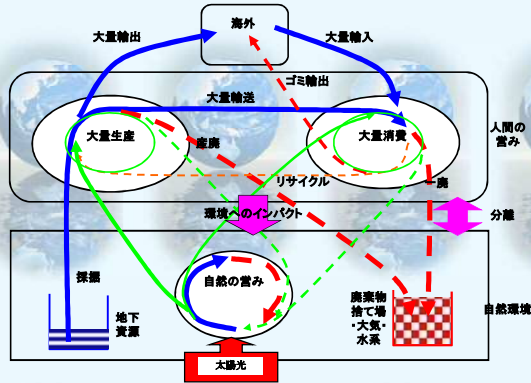 海外
大量輸出
大量輸入
ゴミ輸出
大量輸送
人間の
営み
大量生産
大量消費
産廃
リサイクル
一廃
環境へのインパクト
分離
採掘
自然の営み
地下
資源
廃棄物
捨て場
・大気・
水系
自然環境
太陽光